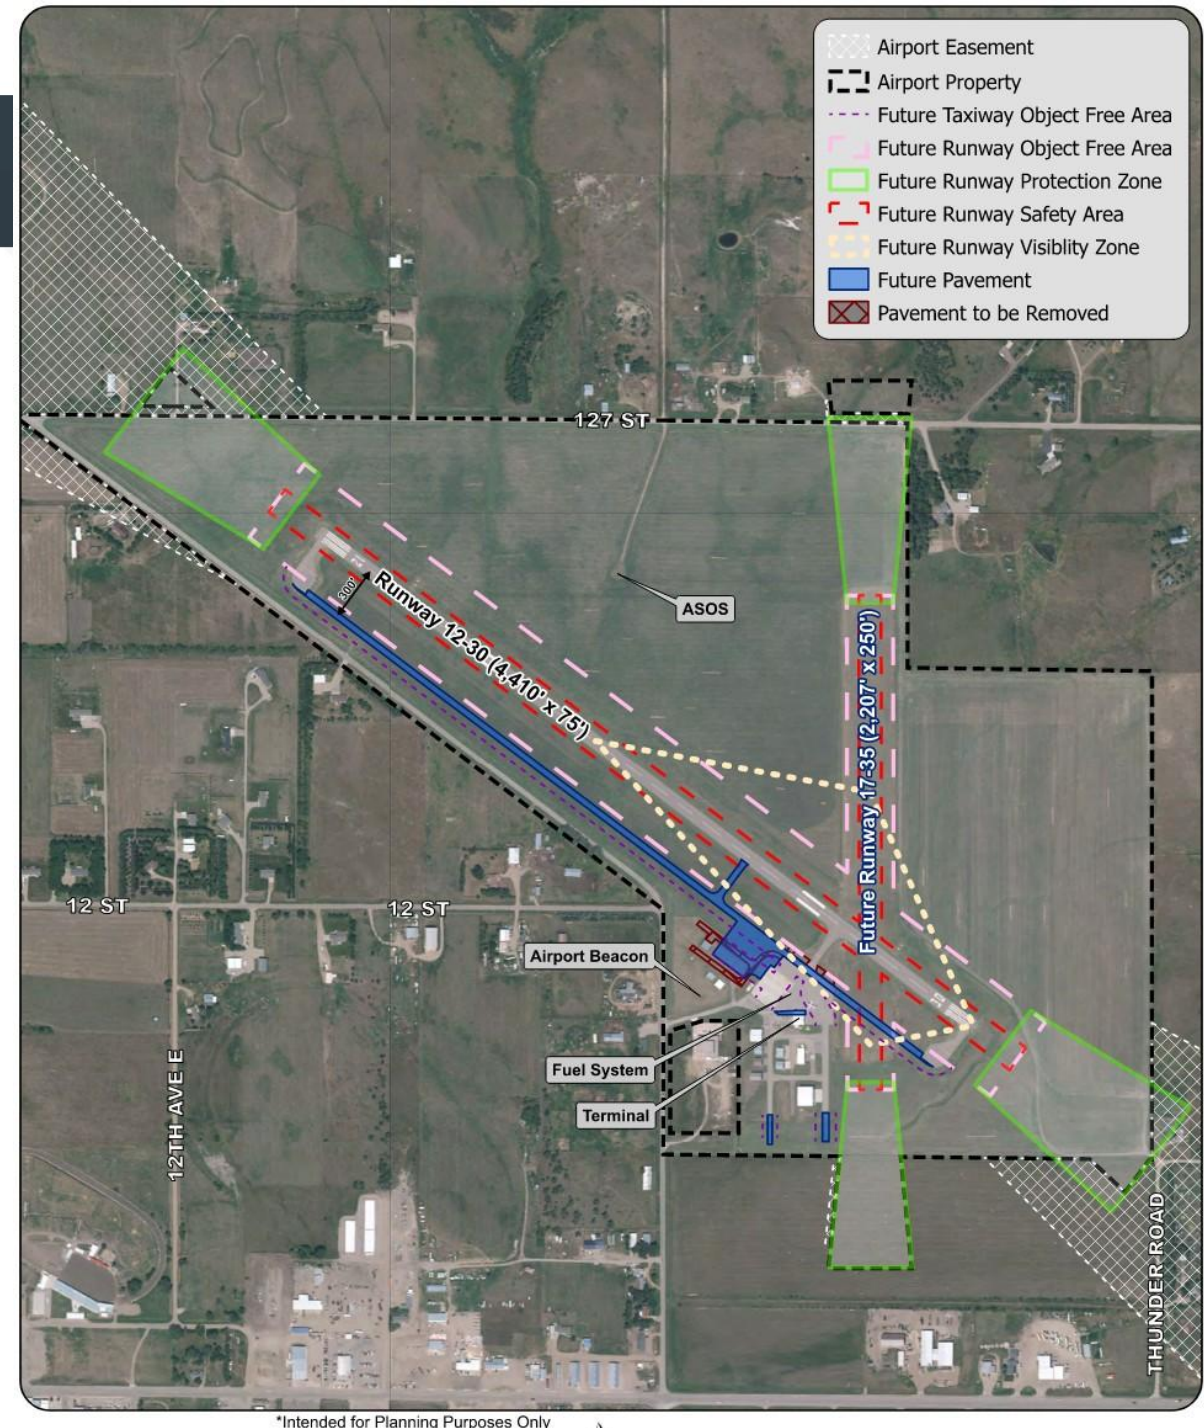 Airport Easement
Airport Property
Future Taxiway Object Free Area
Future Runway Object Free Area
Future Runway Protection Zone
Future Runway Safety Area
Future Runway Visiblity Zone
Future Pavement
Pavement to be Removed
127 ST
300'
Runway 12-30 (4,410' x 75')
ASOS
Future Runway 17-35 (2,207' x 250')
12 ST
12 ST
Airport Beacon
Fuel System
Terminal
12TH AVE E
THUNDER ROAD
*Intended for Planning Purposes Only